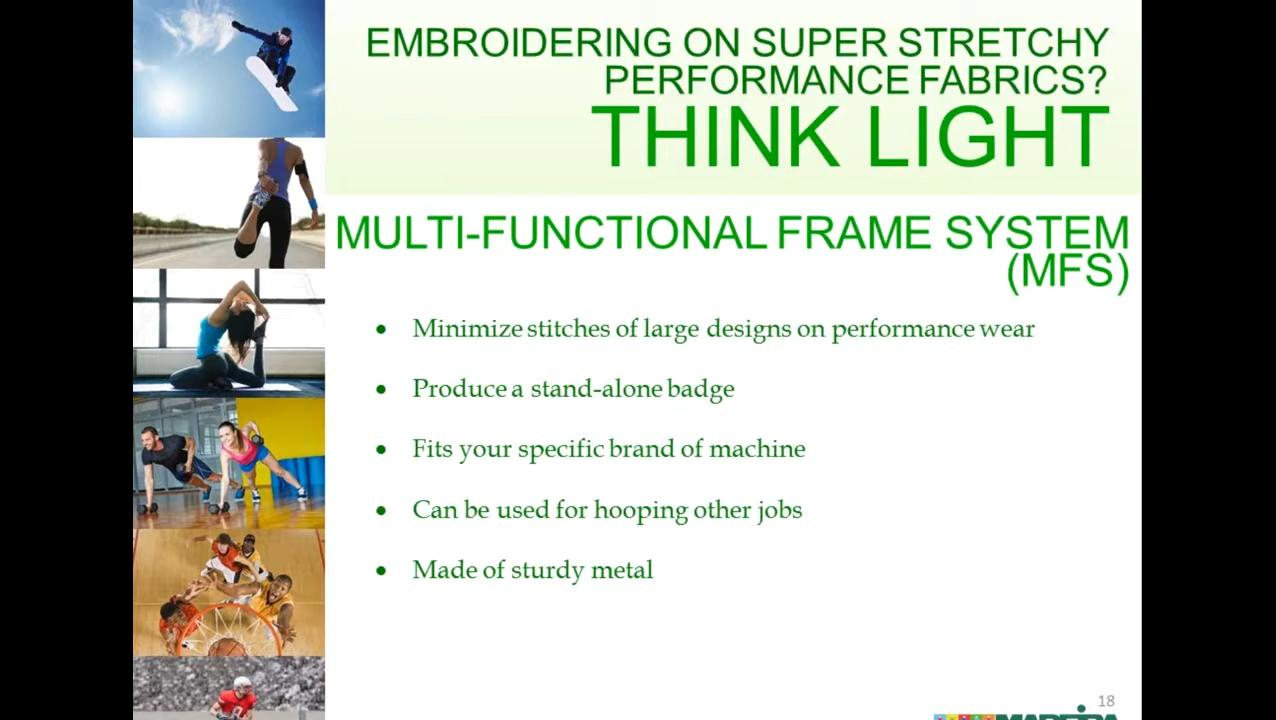 EMBROIDERING ON SUPER STRETCHY
PERFORMANCE FABRICS?
THINK LIGHT
MULTI-FUNCTIONAL FRAME SYSTEM
(MFS)
• Minimize stitches of large designs on performance wear
• Produce a stand-alone badge
• Fits your specific brand of machine
• Can be used for hooping other jobs
• Made of sturdy metal
18
MADEIRA